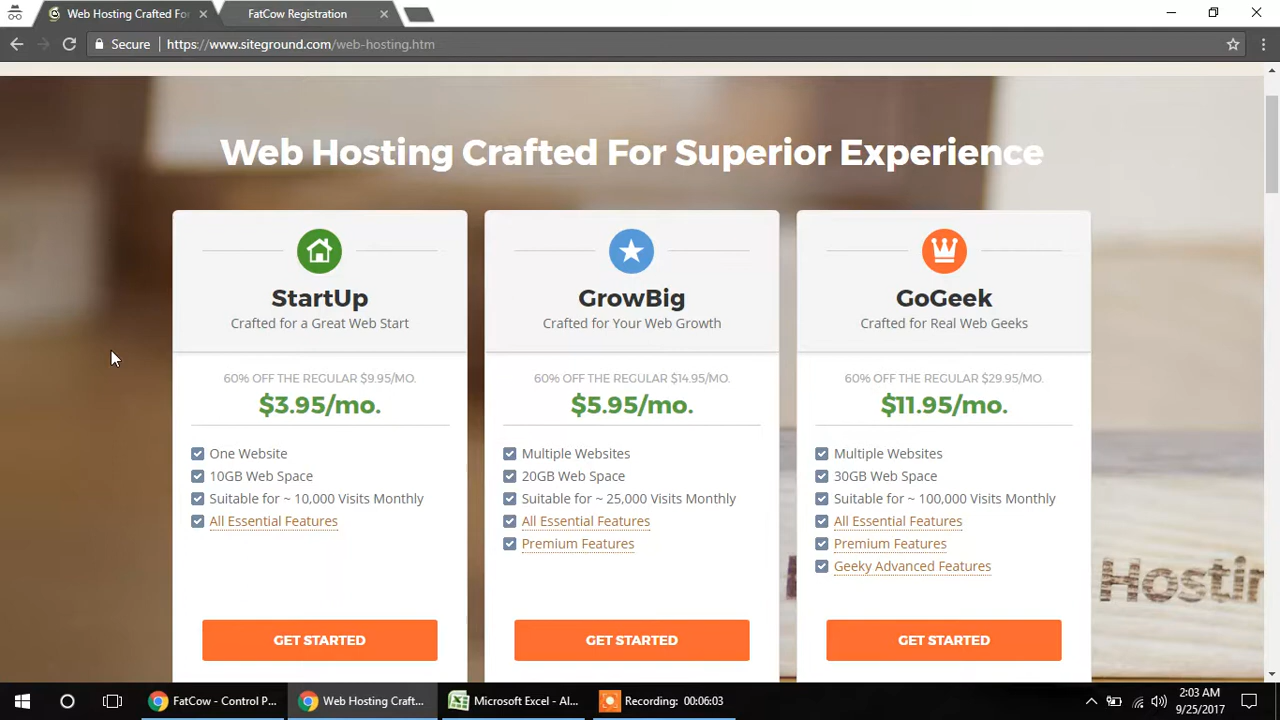 Web Hosting Crafted For
FatCow Registration
Secure
https://www.siteground.com/web-hosting.htm
Web Hosting Crafted For Superior Experience
StartUp
Crafted for a Great Web Start
60% OFF THE REGULAR $9.95/MO.
$3.95/mo.
One Website
10GB Web Space
Suitable for ~ 10,000 Visits Monthly
All Essential Features
GET STARTED
GrowBig
Crafted for Your Web Growth
60% OFF THE REGULAR $14.95/MO.
$5.95/mo.
Multiple Websites
20GB Web Space
Suitable for ~ 25,000 Visits Monthly
All Essential Features
Premium Features
GET STARTED
GoGeek
Crafted for Real Web Geeks
60% OFF THE REGULAR $29.95/MO.
$11.95/mo.
Multiple Websites
30GB Web Space
Suitable for ~ 100,000 Visits Monthly
All Essential Features
Premium Features
Geeky Advanced Features
GET STARTED
Hostin
FatCow - Control P...
Web Hosting Craft...
Microsoft Excel - Al...
Recording: 00:06:03
2:03 AM
9/25/2017